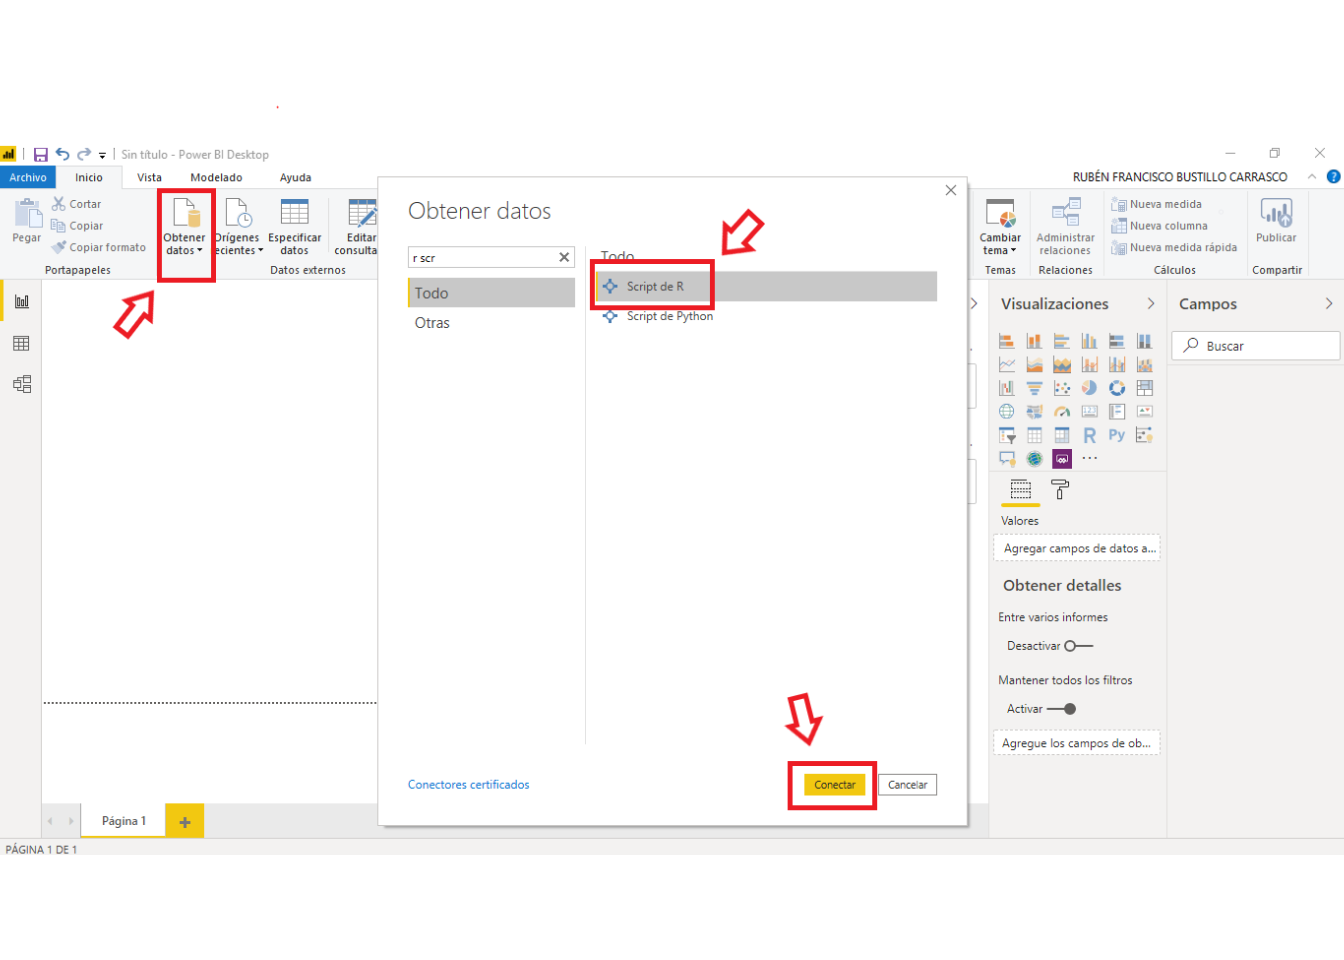 Sin título - Power BI Desktop
Archivo Inicio Vista Modelado Ayuda
RUBÉN FRANCISCO BUSTILLO CARRASCO
Pegar
Cortar
Copiar
Copiar formato
Portapapeles
Obtener
datos
Orígenes
recientes
Especificar
datos
Editar
consulta
Datos externos
Cambiar
tema
Temas
Administrar
relaciones
Relaciones
Nueva medida
Nueva columna
Nueva medida rápida
Cálculos
Publicar
Compartir
Obtener datos
r scr
Todo
Otras
Todo
Script de R
Script de Python
Conectores certificados
Conectar
Cancelar
Visualizaciones
R
Py
Valores
Agregar campos de datos a...
Obtener detalles
Entre varios informes
Desactivar
Mantener todos los filtros
Activar
Agregue los campos de ob...
Campos
Buscar
Página 1
PÁGINA 1 DE 1